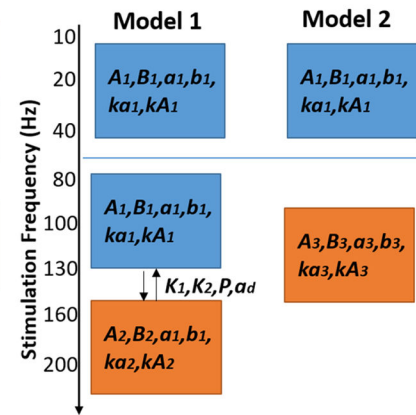 Model 1
Model 2
Stimulation Frequency (Hz)
10
20
40
80
100
130
160
200
A₁,B₁,a₁,b₁,
ka₁,kA₁
A₁,B₁,a₁,b₁,
ka₁,kA₁
A₁,B₁,a₁,b₁,
ka₁,kA₁
K₁,K₂,P,a_d
A₂,B₂,a₁,b₁,
ka₂,kA₂
A₃,B₃,a₃,b₃,
ka₃,kA₃